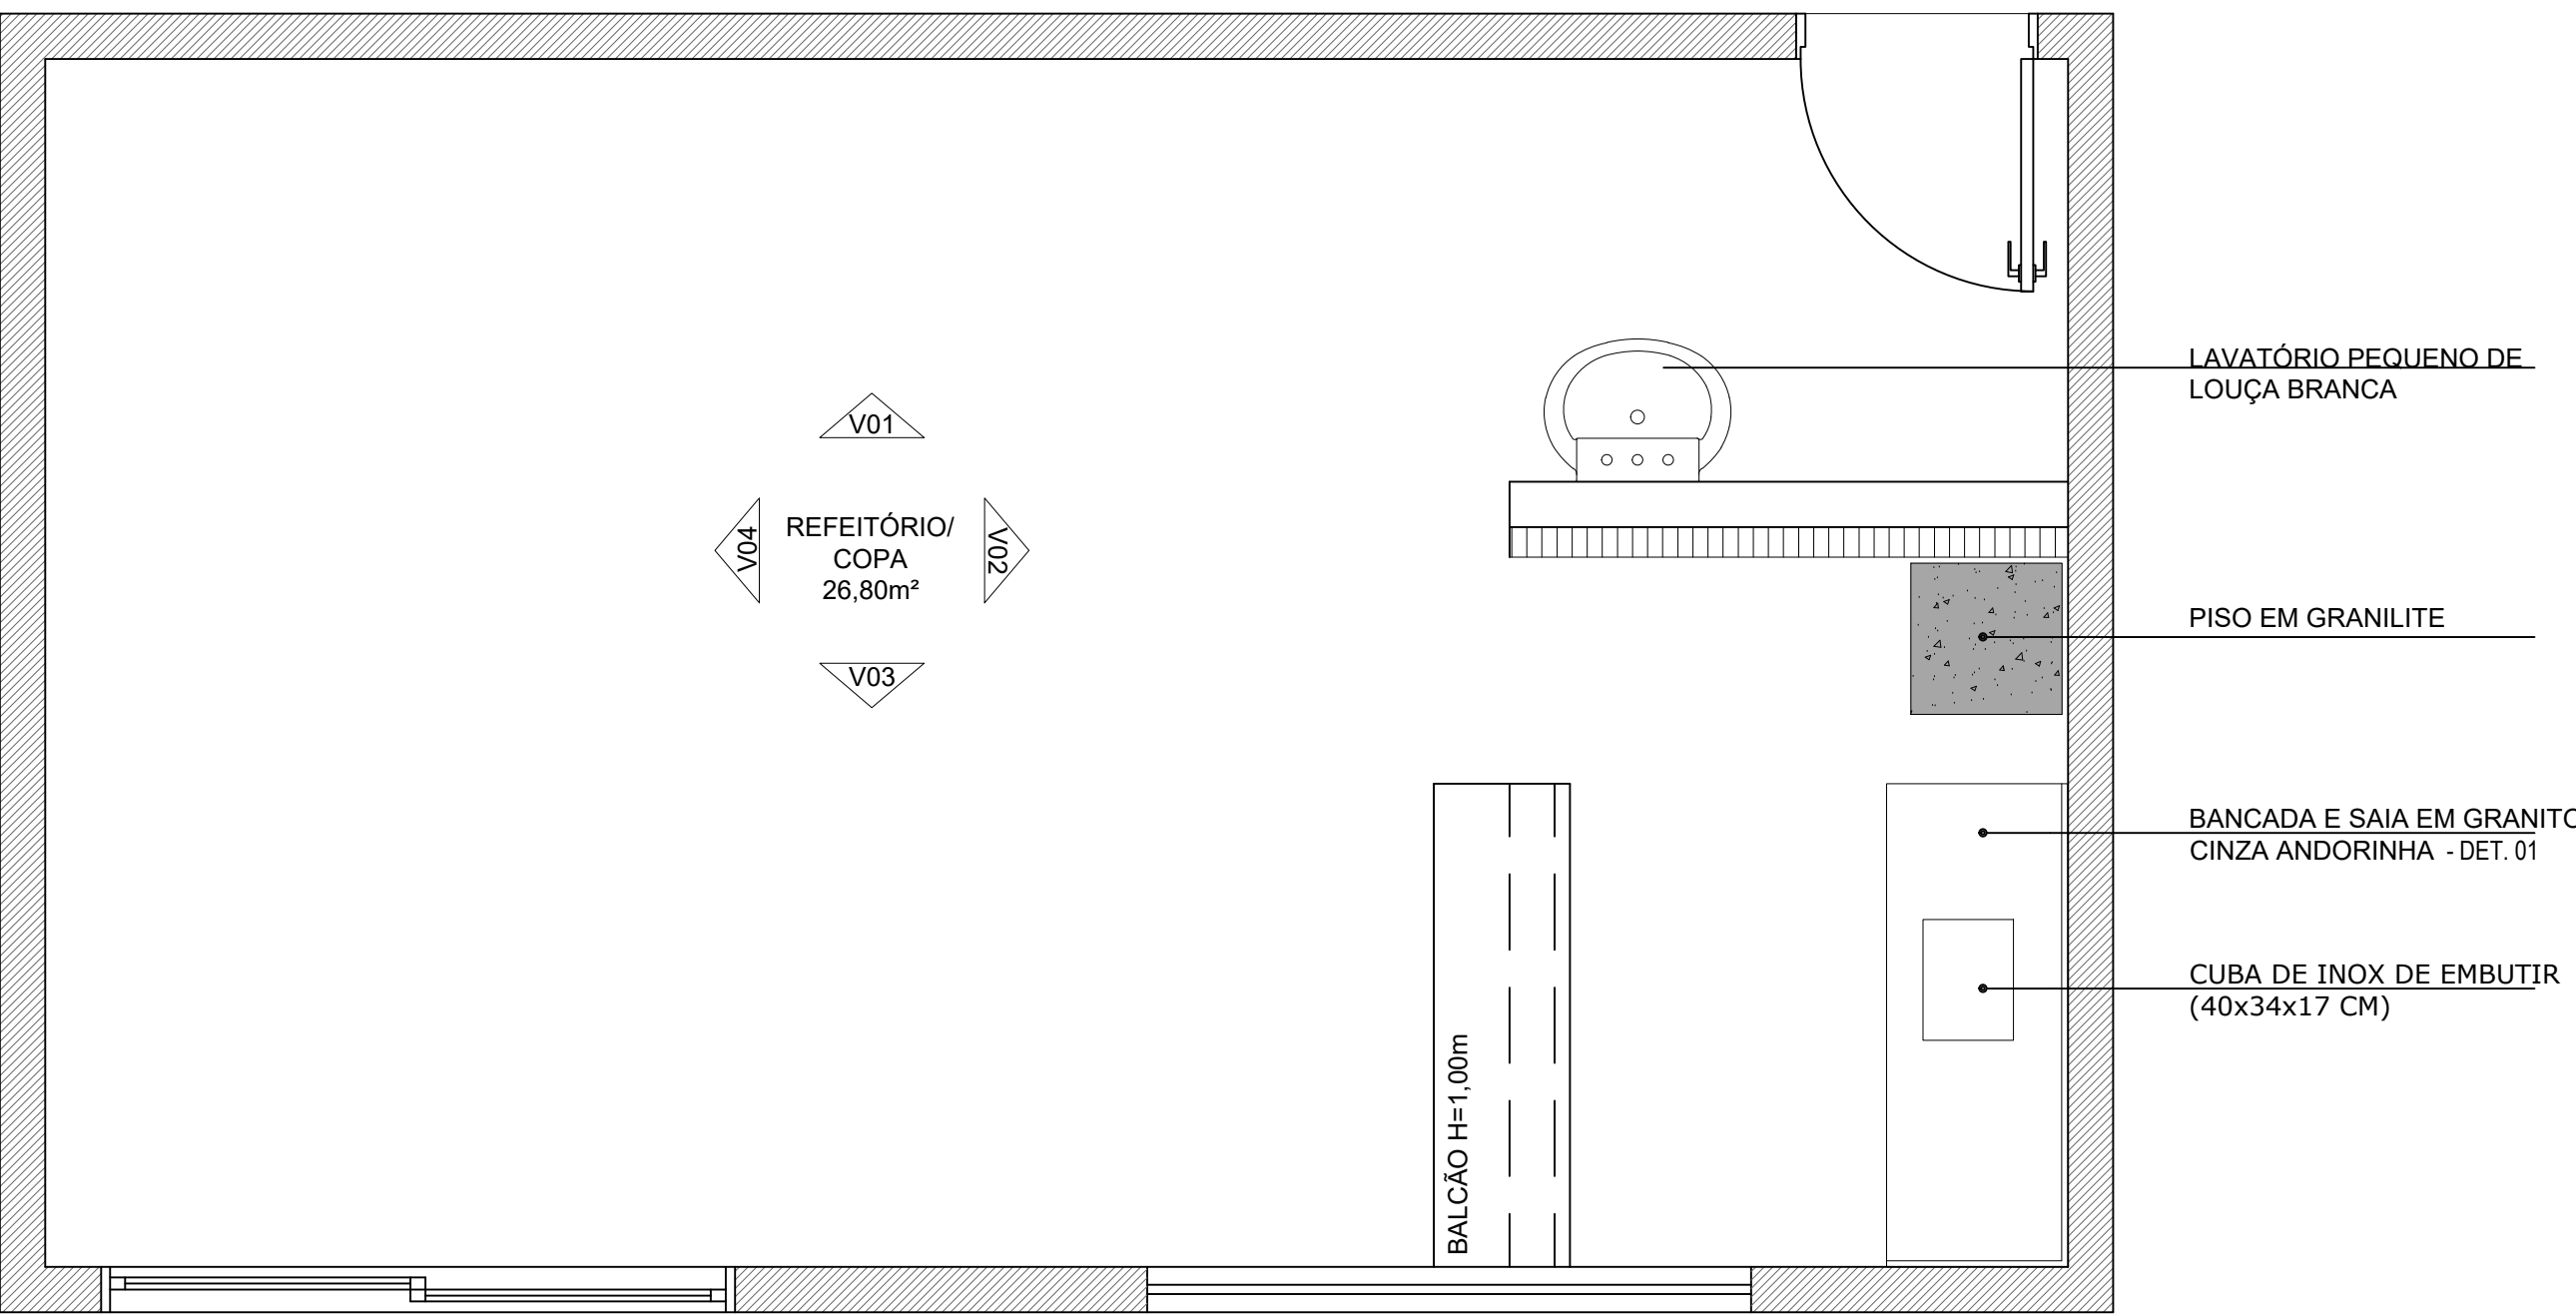 LAVATÓRIO PEQUENO DE
LOUÇA BRANCA
V01
V04
REFEITÓRIO/
COPA
26,80m²
V02
V03
PISO EM GRANILITE
BANCADA E SAIA EM GRANITO
CINZA ANDORINHA - DET. 01
CUBA DE INOX DE EMBUTIR
(40x34x17 CM)
BALCÃO H=1,00m